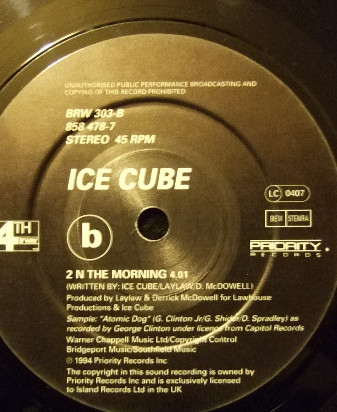 UNAUTHORISED PUBLIC PERFORMANCE BROADCASTING AND
COPYING OF THIS RECORD PROHIBITED
BRW 303-B
858 478-7
STEREO 45 RPM
ICE CUBE
LC 0407
4TH
B'way
b
BIEM STEMRA
PRIORITY
RECORDS
2 N THE MORNING 4.01
(WRITTEN BY: ICE CUBE/LAYLAW/D. McDOWELL)
Produced by Laylaw & Derrick McDowell for Lawhouse
Productions & Ice Cube
Sample: "Atomic Dog" (G. Clinton Jr/G. Shider/D. Spradley) as
recorded by George Clinton under licence from Capitol Records
Warner Chappell Music Ltd/Copyright Control
Bridgeport Music/Southfield Music
℗ 1994 Priority Records Inc
The copyright in this sound recording is owned by
Priority Records Inc and is exclusively licensed
to Island Records Ltd in the UK